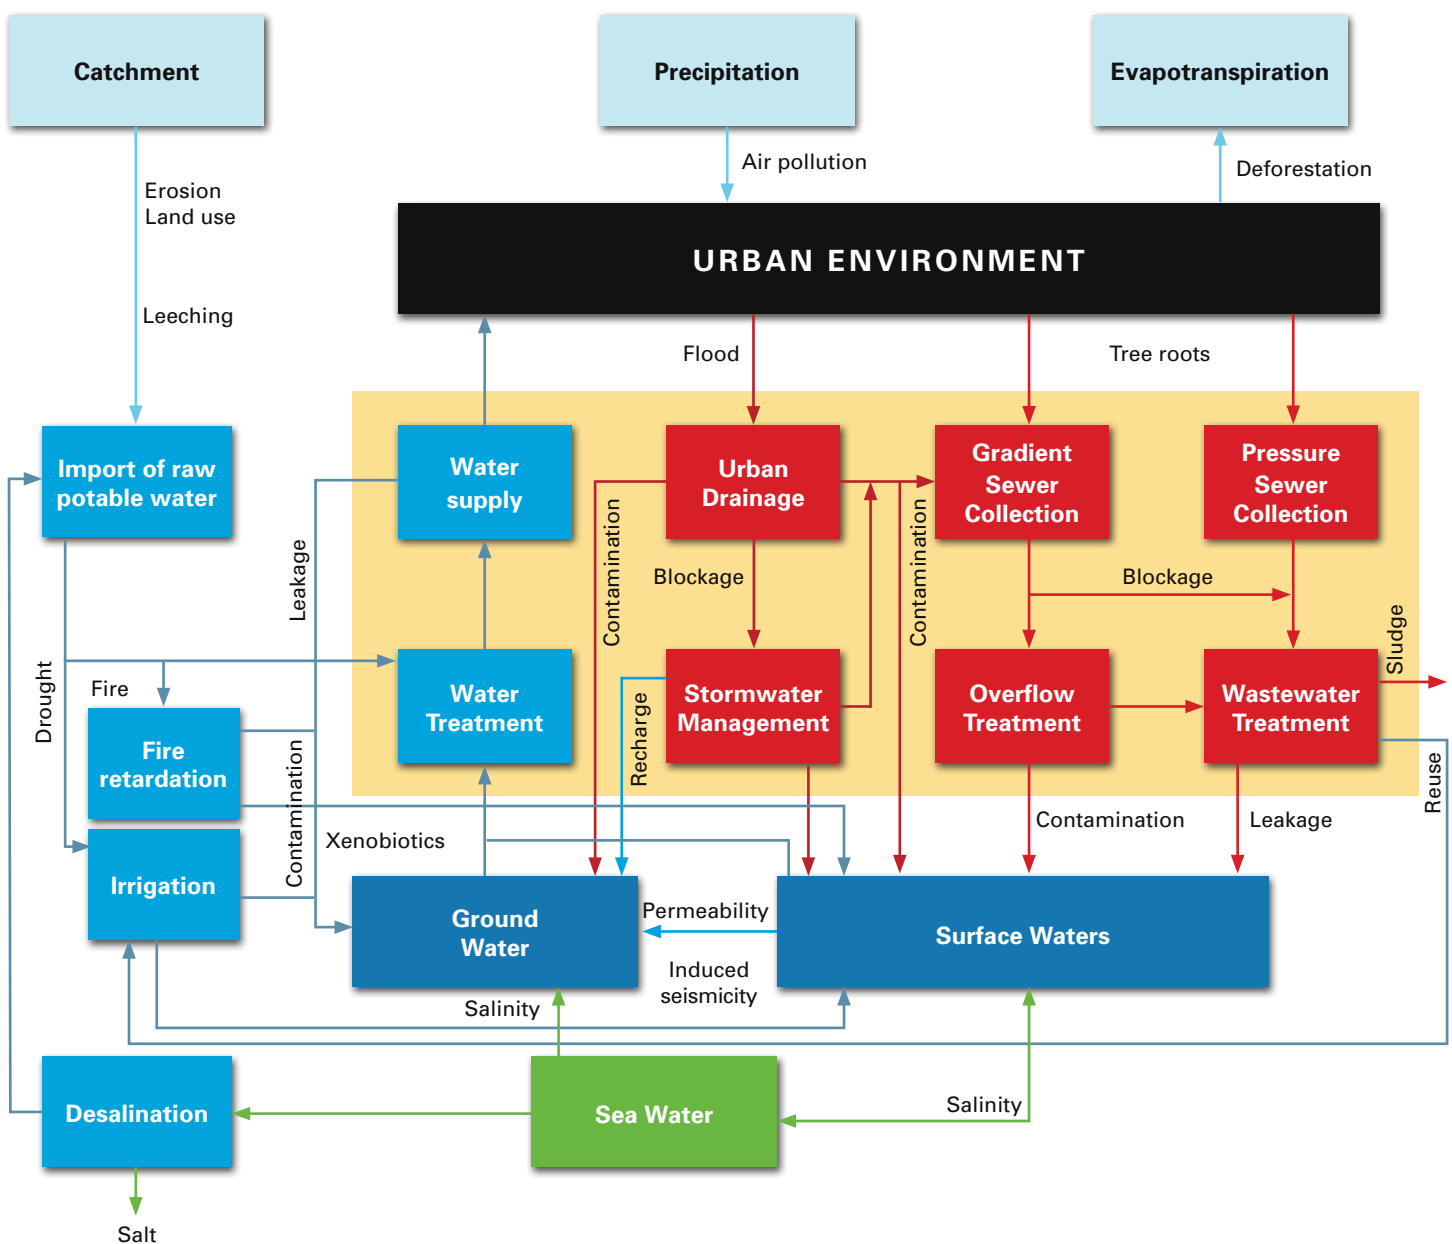 Catchment
Precipitation
Evapotranspiration
Air pollution
Deforestation
Erosion
Land use
URBAN ENVIRONMENT
Leeching
Flood
Tree roots
Import of raw
potable water
Water
supply
Urban
Drainage
Gradient
Sewer
Collection
Pressure
Sewer
Collection
Leakage
Contamination
Contamination
Blockage
Blockage
Sludge
Drought
Fire
Water
Treatment
Recharge
Stormwater
Management
Overflow
Treatment
Wastewater
Treatment
Fire
retardation
Reuse
Contamination
Xenobiotics
Contamination
Leakage
Irrigation
Ground
Water
Permeability
Surface Waters
Induced
seismicity
Salinity
Desalination
Sea Water
Salinity
Salt